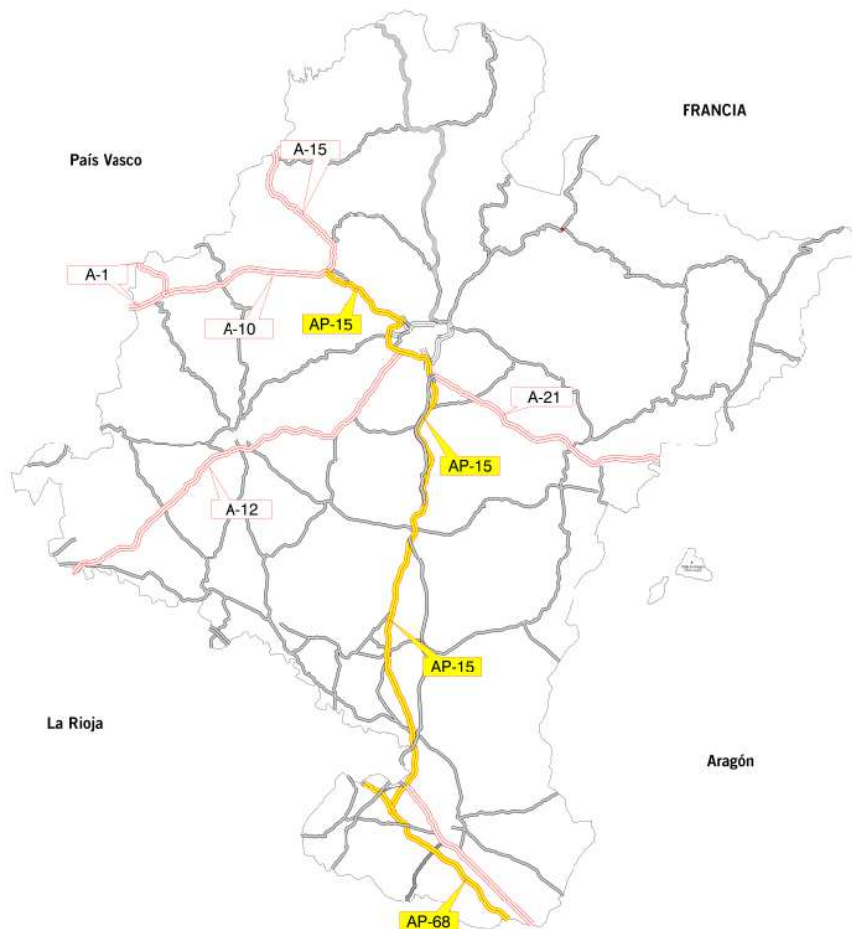 FRANCIA
A-15
País Vasco
A-1
A-10
AP-15
A-21
AP-15
A-12
AP-15
La Rioja
Aragón
AP-68